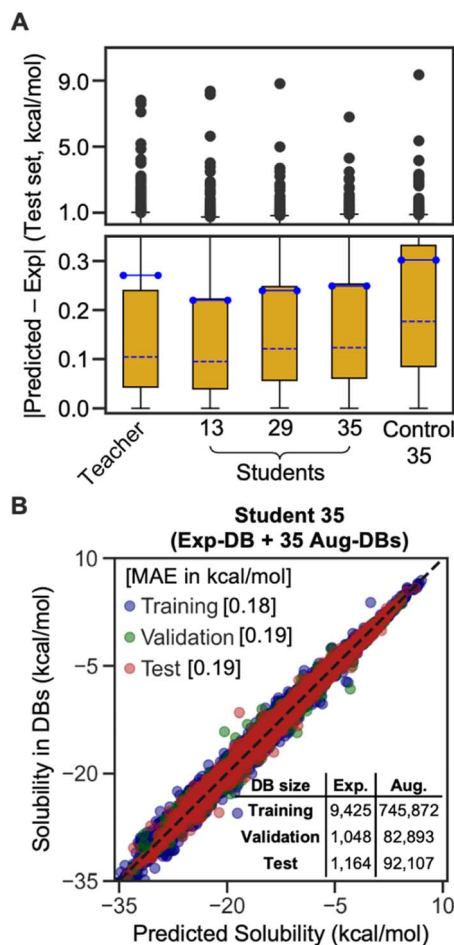 A
|Predicted – Exp| (Test set, kcal/mol)
9.0
5.0
1.0
0.3
0.2
0.1
0.0
Teacher
13
29
35
Control
35
Students
B
Student 35
(Exp-DB + 35 Aug-DBs)
Solubility in DBs (kcal/mol)
10
−5
−20
−35
[MAE in kcal/mol]
Training [0.18]
Validation [0.19]
Test [0.19]
DB size Exp. Aug.
Training 9,425 745,872
Validation 1,048 82,893
Test 1,164 92,107
−35 −20 −5 10
Predicted Solubility (kcal/mol)